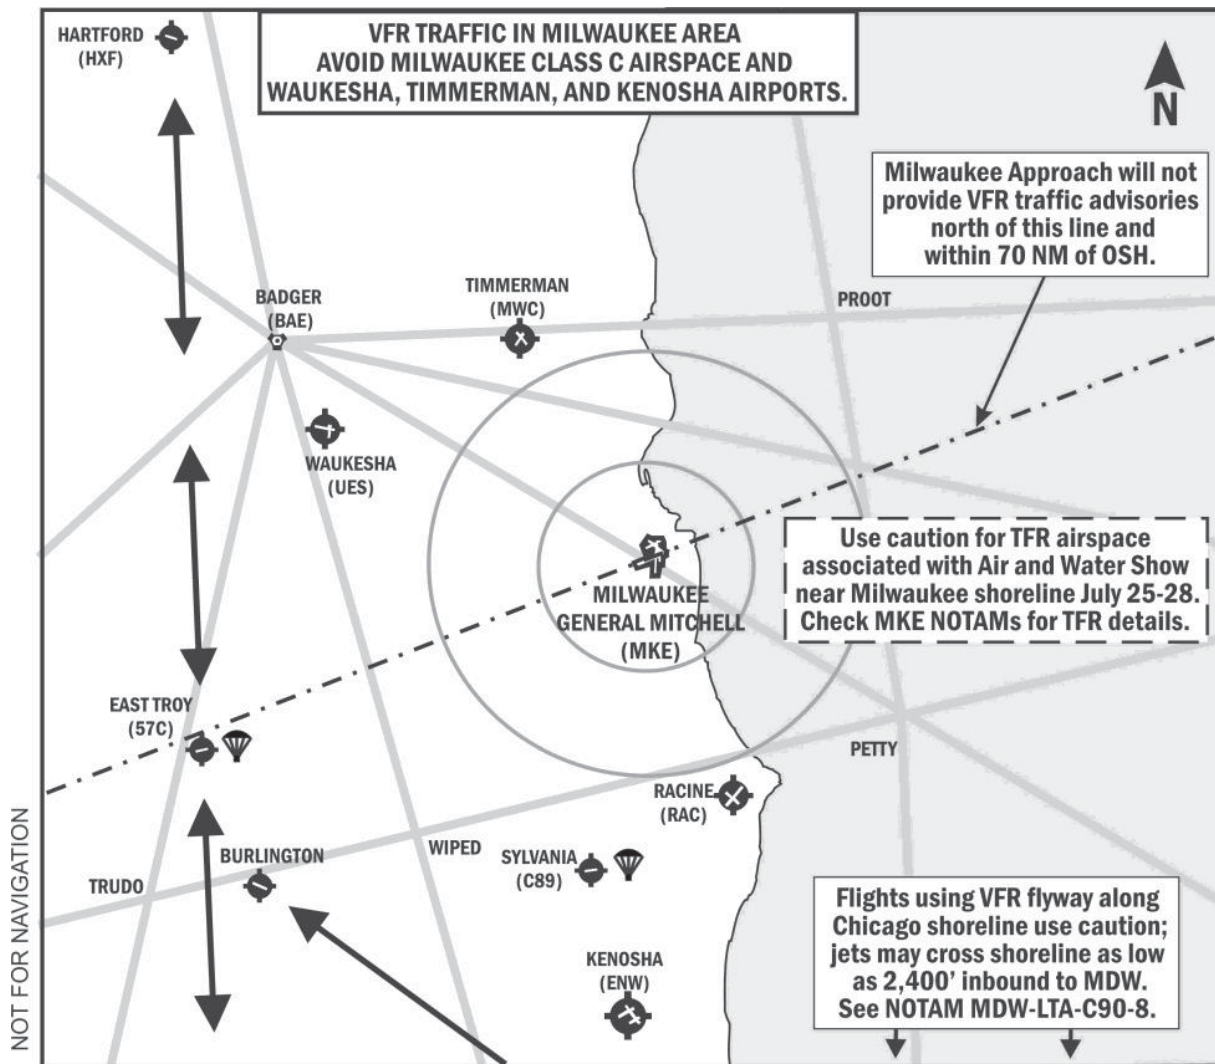 HARTFORD
(HXF)
VFR TRAFFIC IN MILWAUKEE AREA
AVOID MILWAUKEE CLASS C AIRSPACE AND
WAUKESHA, TIMMERMAN, AND KENOSHA AIRPORTS.
N
Milwaukee Approach will not
provide VFR traffic advisories
north of this line and
within 70 NM of OSH.
BADGER
(BAE)
TIMMERMAN
(MWC)
PROOT
WAUKESHA
(UES)
Use caution for TFR airspace
associated with Air and Water Show
near Milwaukee shoreline July 25-28.
Check MKE NOTAMs for TFR details.
MILWAUKEE
GENERAL MITCHELL
(MKE)
EAST TROY
(57C)
PETTY
RACINE
(RAC)
WIPED
SYLVANIA
(C89)
BURLINGTON
TRUDO
KENOSHA
(ENW)
Flights using VFR flyway along
Chicago shoreline use caution;
jets may cross shoreline as low
as 2,400' inbound to MDW.
See NOTAM MDW-LTA-C90-8.
NOT FOR NAVIGATION